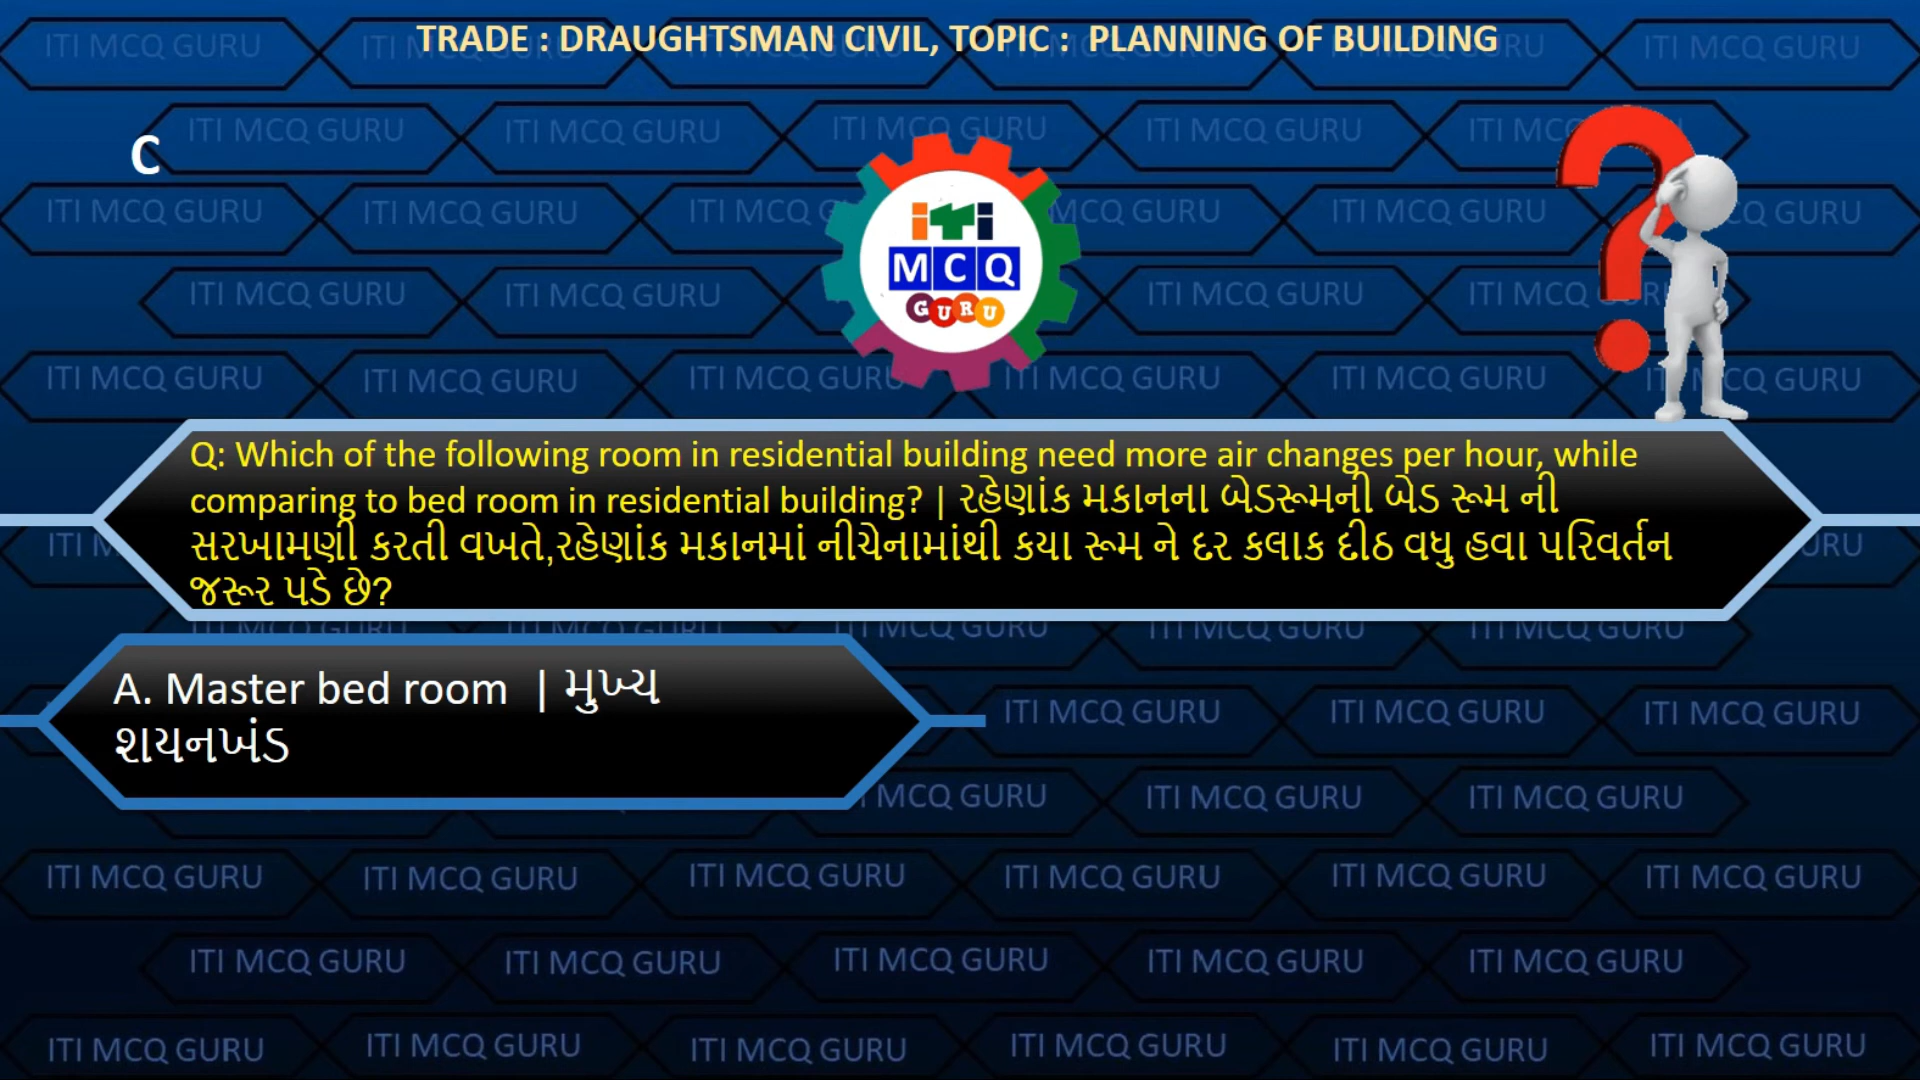 TRADE : DRAUGHTSMAN CIVIL, TOPIC :  PLANNING OF BUILDING
C
iTi
MCQ
GURU
Q: Which of the following room in residential building need more air changes per hour, while
comparing to bed room in residential building? | રહેણાંક મકાનના બેડરૂમની બેડ રૂમ ની
સરખામણી કરતી વખતે,રહેણાંક મકાનમાં નીચેનામાંથી કયા રૂમ ને દર કલાક દીઠ વધુ હવા પરિવર્તન
જરૂર પડે છે?
A. Master bed room | મુખ્ય
શયનખંડ
ITI MCQ GURU